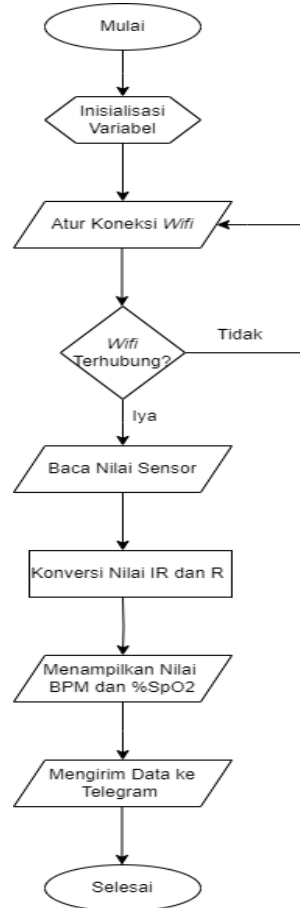 Mulai
Inisialisasi
Variabel
Atur Koneksi Wifi
Wifi
Terhubung?
Tidak
Iya
Baca Nilai Sensor
Konversi Nilai IR dan R
Menampilkan Nilai
BPM dan %SpO2
Mengirim Data ke
Telegram
Selesai